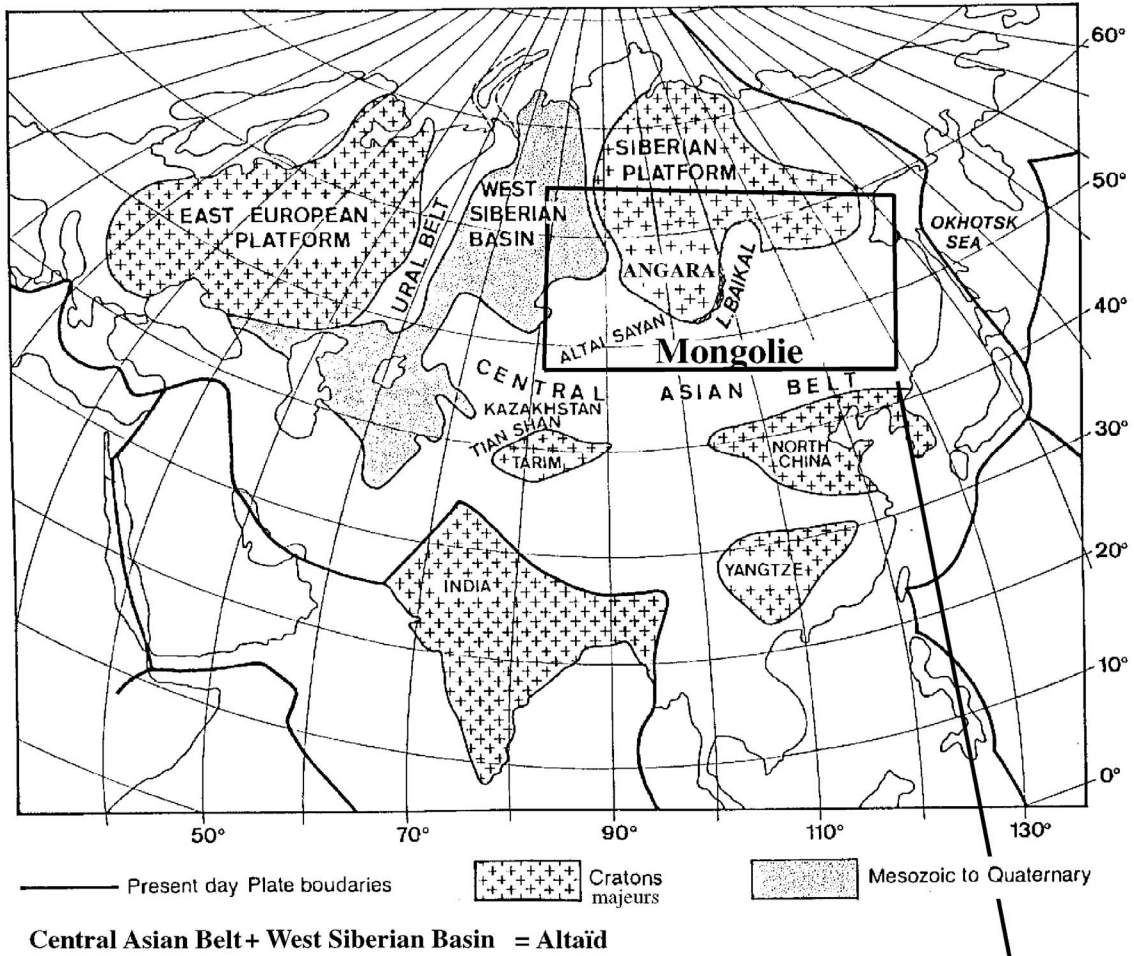 60°
50°
40°
30°
20°
10°
0°
SIBERIAN
PLATFORM
WEST
SIBERIAN
BASIN
EAST EUROPEAN
PLATFORM
URAL BELT
OKHOTSK
SEA
ANGARA
L.BAIKAL
ALTAI SAYAN
Mongolie
CENTRAL ASIAN BELT
KAZAKHSTAN
TIAN SHAN
TARIM
NORTH
CHINA
YANGTZE
INDIA
50° 70° 90° 110° 130°
Present day Plate boudaries
Cratons
majeurs
Mesozoic to Quaternary
Central Asian Belt + West Siberian Basin = Altaïd